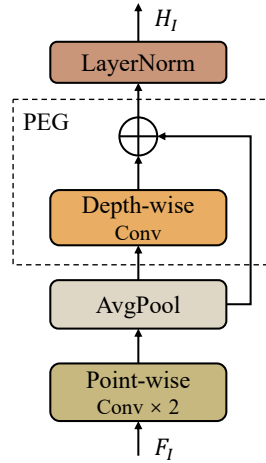 H_I
LayerNorm
PEG
Depth-wise
Conv
AvgPool
Point-wise
Conv × 2
F_I